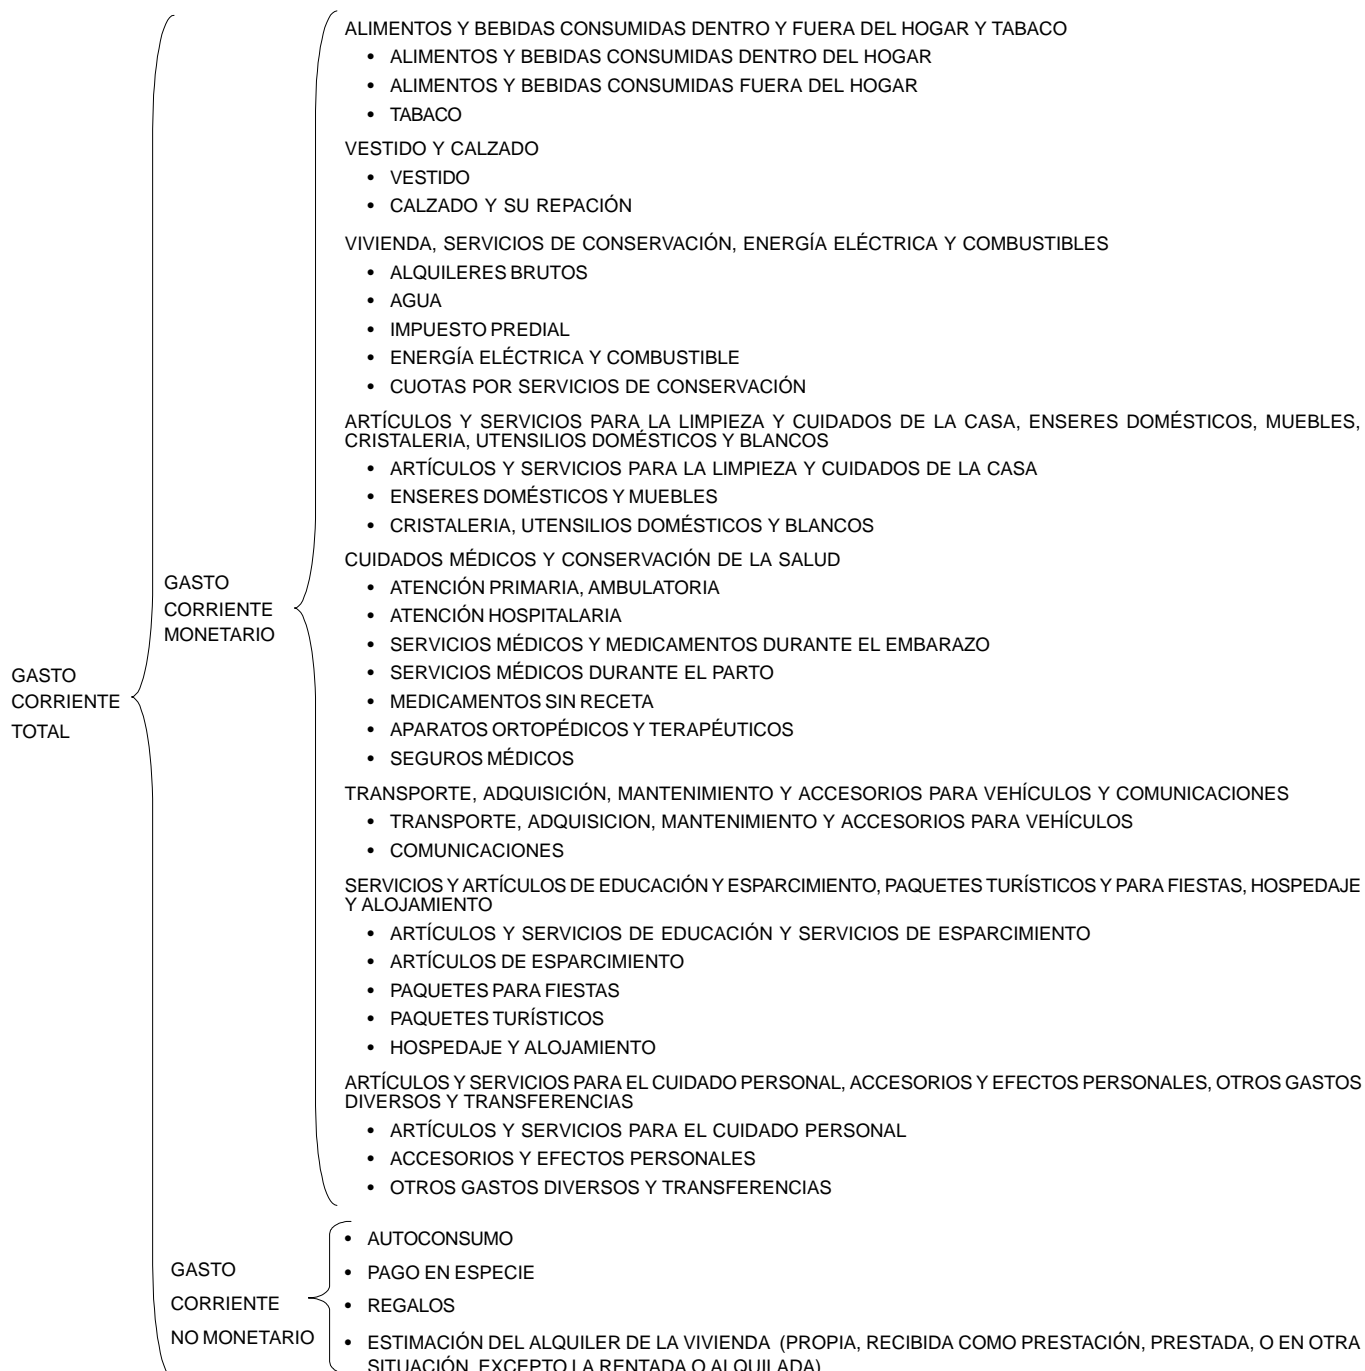 ALIMENTOS Y BEBIDAS CONSUMIDAS DENTRO Y FUERA DEL HOGAR Y TABACO
• ALIMENTOS Y BEBIDAS CONSUMIDAS DENTRO DEL HOGAR
• ALIMENTOS Y BEBIDAS CONSUMIDAS FUERA DEL HOGAR
• TABACO
VESTIDO Y CALZADO
• VESTIDO
• CALZADO Y SU REPACIÓN
VIVIENDA, SERVICIOS DE CONSERVACIÓN, ENERGÍA ELÉCTRICA Y COMBUSTIBLES
• ALQUILERES BRUTOS
• AGUA
• IMPUESTO PREDIAL
• ENERGÍA ELÉCTRICA Y COMBUSTIBLE
• CUOTAS POR SERVICIOS DE CONSERVACIÓN
ARTÍCULOS Y SERVICIOS PARA LA LIMPIEZA Y CUIDADOS DE LA CASA, ENSERES DOMÉSTICOS, MUEBLES,
CRISTALERIA, UTENSILIOS DOMÉSTICOS Y BLANCOS
• ARTÍCULOS Y SERVICIOS PARA LA LIMPIEZA Y CUIDADOS DE LA CASA
• ENSERES DOMÉSTICOS Y MUEBLES
• CRISTALERIA, UTENSILIOS DOMÉSTICOS Y BLANCOS
CUIDADOS MÉDICOS Y CONSERVACIÓN DE LA SALUD
• ATENCIÓN PRIMARIA, AMBULATORIA
• ATENCIÓN HOSPITALARIA
• SERVICIOS MÉDICOS Y MEDICAMENTOS DURANTE EL EMBARAZO
• SERVICIOS MÉDICOS DURANTE EL PARTO
• MEDICAMENTOS SIN RECETA
• APARATOS ORTOPÉDICOS Y TERAPÉUTICOS
• SEGUROS MÉDICOS
TRANSPORTE, ADQUISICIÓN, MANTENIMIENTO Y ACCESORIOS PARA VEHÍCULOS Y COMUNICACIONES
• TRANSPORTE, ADQUISICION, MANTENIMIENTO Y ACCESORIOS PARA VEHÍCULOS
• COMUNICACIONES
SERVICIOS Y ARTÍCULOS DE EDUCACIÓN Y ESPARCIMIENTO, PAQUETES TURÍSTICOS Y PARA FIESTAS, HOSPEDAJE
Y ALOJAMIENTO
• ARTÍCULOS Y SERVICIOS DE EDUCACIÓN Y SERVICIOS DE ESPARCIMIENTO
• ARTÍCULOS DE ESPARCIMIENTO
• PAQUETES PARA FIESTAS
• PAQUETES TURÍSTICOS
• HOSPEDAJE Y ALOJAMIENTO
ARTÍCULOS Y SERVICIOS PARA EL CUIDADO PERSONAL, ACCESORIOS Y EFECTOS PERSONALES, OTROS GASTOS
DIVERSOS Y TRANSFERENCIAS
• ARTÍCULOS Y SERVICIOS PARA EL CUIDADO PERSONAL
• ACCESORIOS Y EFECTOS PERSONALES
• OTROS GASTOS DIVERSOS Y TRANSFERENCIAS
GASTO
CORRIENTE
MONETARIO
GASTO
CORRIENTE
TOTAL
GASTO
CORRIENTE
NO MONETARIO
• AUTOCONSUMO
• PAGO EN ESPECIE
• REGALOS
• ESTIMACIÓN DEL ALQUILER DE LA VIVIENDA (PROPIA, RECIBIDA COMO PRESTACIÓN, PRESTADA, O EN OTRA
SITUACIÓN, EXCEPTO LA RENTADA O ALQUILADA)